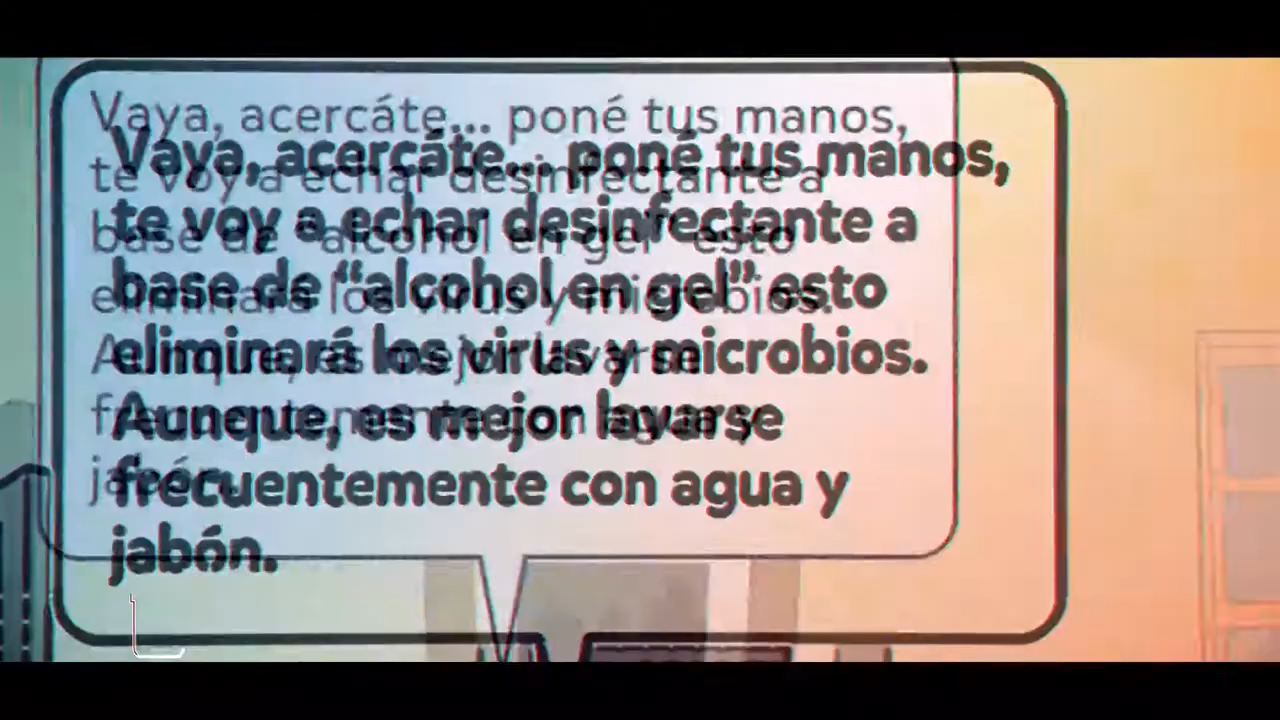 Vaya, acercáte... poné tus manos,
te voy a echar desinfectante a
base de “alcohol en gel” esto
eliminará los virus y microbios.
Aunque, es mejor lavarse
frecuentemente con agua y
jabón.